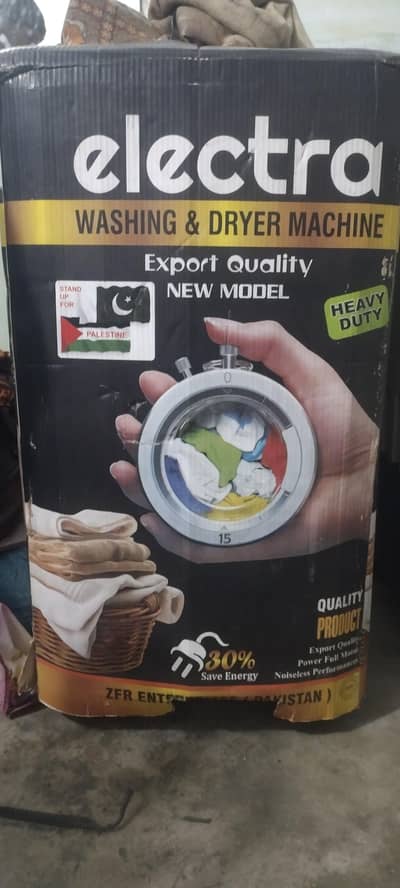 electra
WASHING & DRYER MACHINE
Export Quality
NEW MODEL
HEAVY
DUTY
STAND
UP
FOR
PALESTINE
0
15
QUALITY
PRODUCT
Export Quality
Power Full Motor
Noiseless Performance
30%
Save Energy
ZFR PAKISTAN )